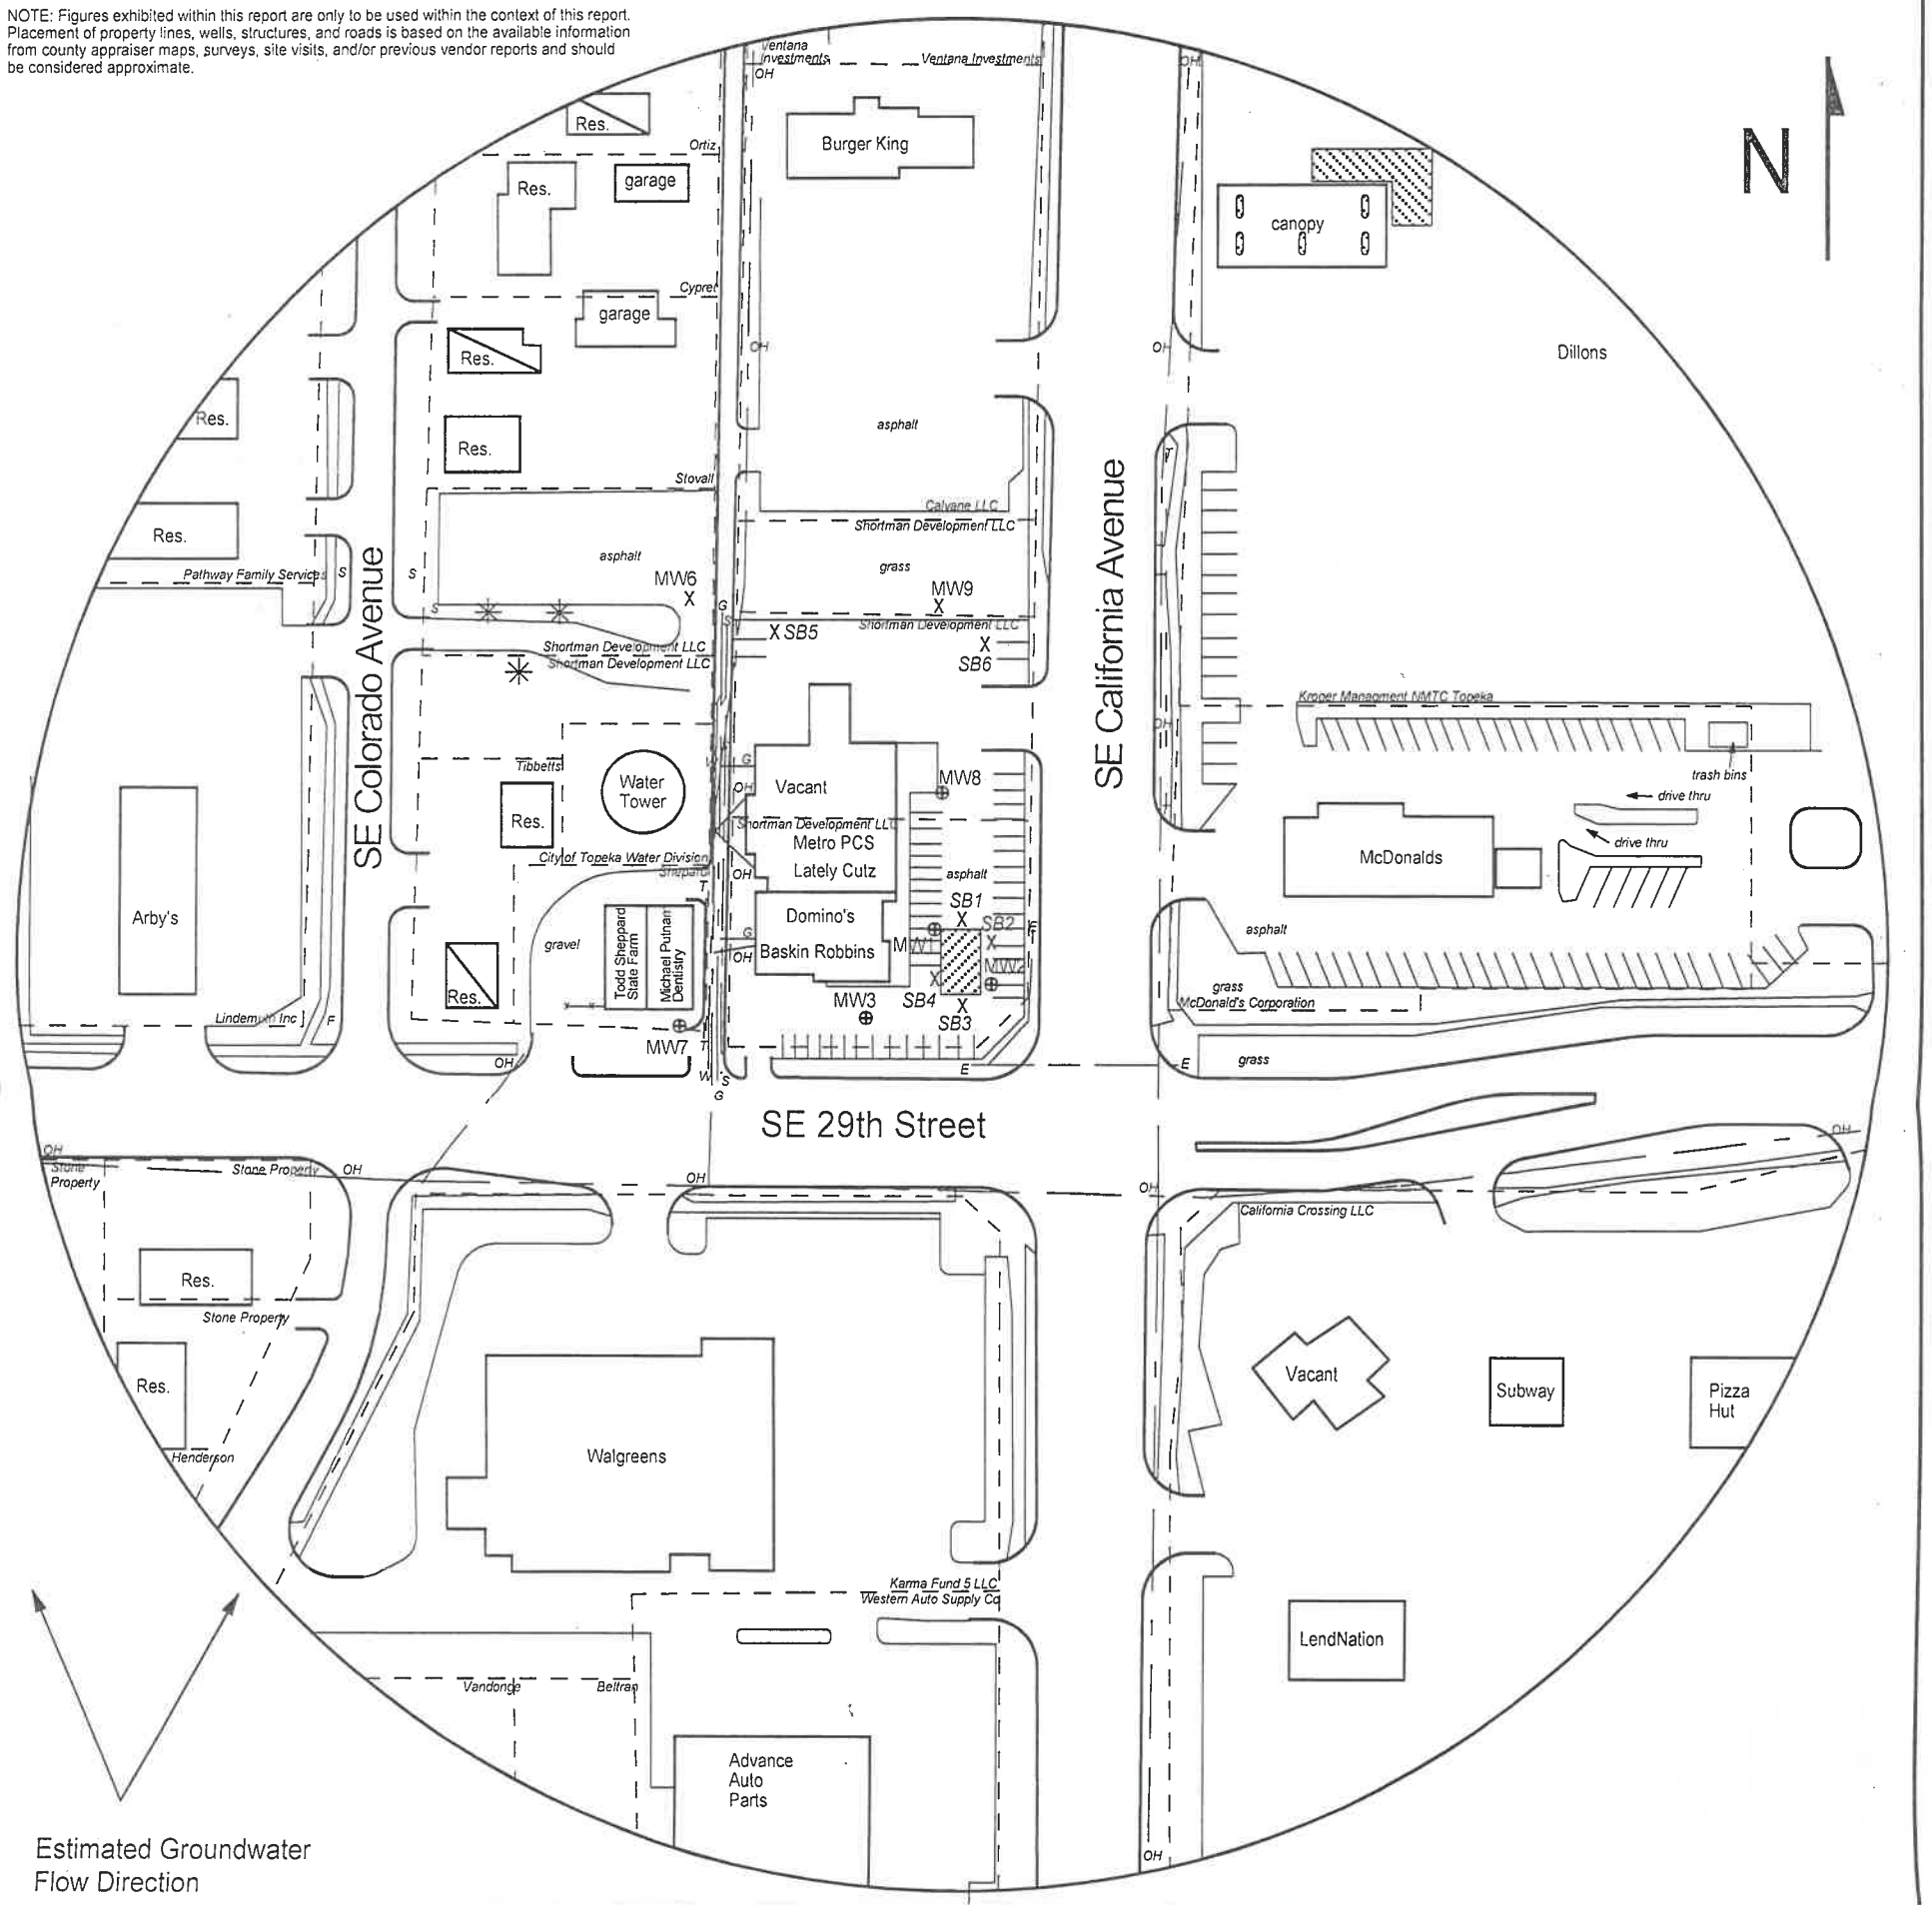 NOTE: Figures exhibited within this report are only to be used within the context of this report.
Placement of property lines, wells, structures, and roads is based on the available information
from county appraiser maps, surveys, site visits, and/or previous vendor reports and should
be considered approximate.
Ventana
Investments
Ventana Investments
OH
OH
N
Res.
Burger King
Ortiz
Res.
garage
canopy
Cypret
garage
OH
OH
Dillons
Res.
Res.
Res.
asphalt
T
Stovall
Calvane LLC
Shortman Development LLC
Res.
asphalt
grass
SE Colorado Avenue
SE California Avenue
Pathway Family Services
S
S
MW6
X
MW9
X
S
G
S
X SB5
Shortman Development LLC
X
SB6
Shortman Development LLC
Shortman Development LLC
Kroger Managment NMTC Topeka
OH
Tibbetts
Water
Tower
W
G
OH
Vacant
MW8
trash bins
drive thru
Res.
Shortman Development LLC
Metro PCS
Lately Cutz
drive thru
McDonalds
City of Topeka Water Division
Shepard
T
OH
asphalt
Arby's
SB1
X
SB2
X
Domino's
Baskin Robbins
MW1
MW2
gravel
Todd Sheppard
State Farm
Michael Putnam
Dentistry
G
OH
E
asphalt
Res.
X
SB4
X
SB3
MW3
grass
McDonald's Corporation
Lindemuth Inc
F
MW7
T
OH
W
S
G
E
E
grass
SE 29th Street
OH
Stone
Property
Stone Property
OH
OH
OH
OH
California Crossing LLC
Res.
Stone Property
Res.
Vacant
Subway
Pizza
Hut
Henderson
Walgreens
Karma Fund 5 LLC
Western Auto Supply Co
LendNation
Vandonge
Beltran
Advance
Auto
Parts
OH
Estimated Groundwater
Flow Direction